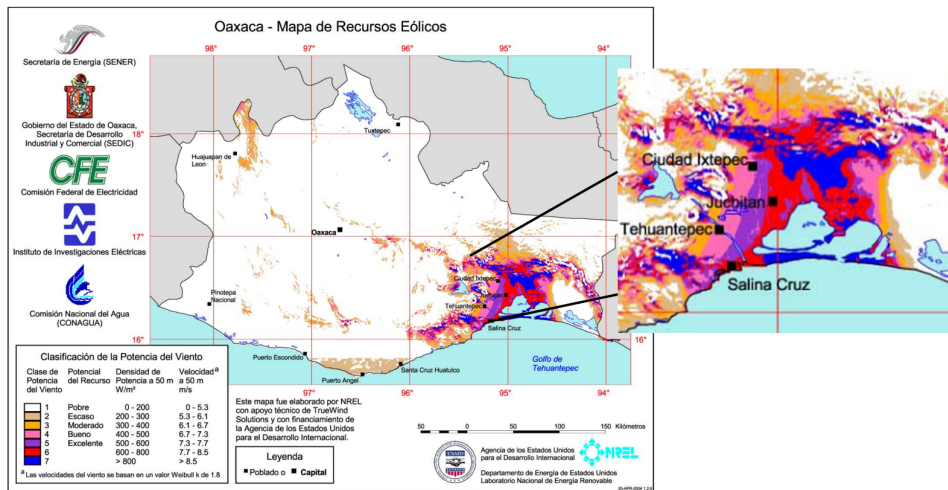 Oaxaca - Mapa de Recursos Eólicos
Secretaría de Energía (SENER)
Gobierno del Estado de Oaxaca,
Secretaría de Desarrollo
Industrial y Comercial (SEDIC)
CFE
Comisión Federal de Electricidad
Instituto de Investigaciones Eléctricas
Comisión Nacional del Agua
(CONAGUA)
98° 97° 96° 95° 94°
18°
17°
16°
18°
17°
16°
98° 97° 96° 95° 94°
Tuxtepec
Huajuapan de
Leon
Oaxaca
Ciudad Ixtepec
Juchitan
Tehuantepec
Salina Cruz
Pinotepa
Nacional
Puerto Escondido
Santa Cruz Huatulco
Puerto Angel
Golfo de
Tehuantepec
Ciudad Ixtepec
Juchitan
Tehuantepec
Salina Cruz
Clasificación de la Potencia del Viento
Clase de Potencial Densidad de Velocidad a
Potencia del Recurso Potencia a 50 m a 50 m
del Viento W/m² m/s
1 Pobre 0 - 200 0 - 5.3
2 Escaso 200 - 300 5.3 - 6.1
3 Moderado 300 - 400 6.1 - 6.7
4 Bueno 400 - 500 6.7 - 7.3
5 Excelente 500 - 600 7.3 - 7.7
6 600 - 800 7.7 - 8.5
7 > 800 > 8.5
a Las velocidades del viento se basan en un valor Weibull k de 1.8
Este mapa fue elaborado por NREL
con apoyo técnico de TrueWind
Solutions y con financiamiento de
la Agencia de los Estados Unidos
para el Desarrollo Internacional.
Leyenda
Poblado o Capital
50 0 50 100 150 Kilómetros
USAID
Agencia de los Estados Unidos
para el Desarrollo Internacional
NREL
Departamento de Energía de Estados Unidos
Laboratorio Nacional de Energía Renovable